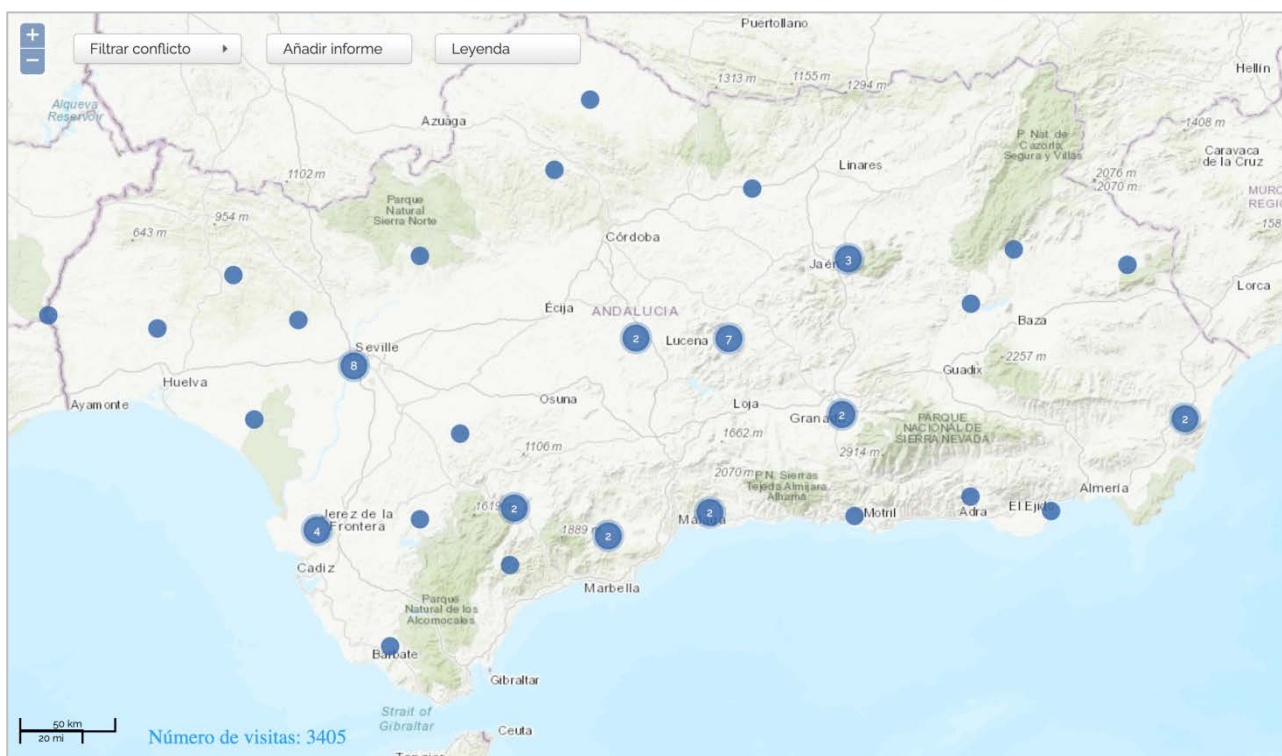 Puertollano
+
Filtrar conflicto
Añadir informe
Leyenda
−
Hellín
1313 m
1155 m
1294 m
Alqueva
Reservoir
Azuaga
1408 m
P. Nat. de
Cazorla,
Segura y Villas
Caravaca
de la Cruz
Linares
1102 m
2076 m
2070 m
Parque
Natural
Sierra Norte
954 m
643 m
Córdoba
Jaén
3
Lorca
Écija
ANDALUCIA
Baza
2
Lucena
7
Seville
8
2257 m
Huelva
Guadix
Ayamonte
Osuna
Loja
Granada
2
PARQUE
NACIONAL DE
SIERRA NEVADA
2
1106 m
1662 m
2914 m
2070 m
P.N. Sierras
Tejeda Almijara
Alhama
Almería
1619
2
Jerez de la
Frontera
4
Málaga
2
Motril
Adra
El Ejido
1889 m
2
Cadiz
Marbella
Parque
Natural de los
Alcornocales
Barbate
Gibraltar
Strait of
Gibraltar
Ceuta
50 km
20 mi
Número de visitas: 3405